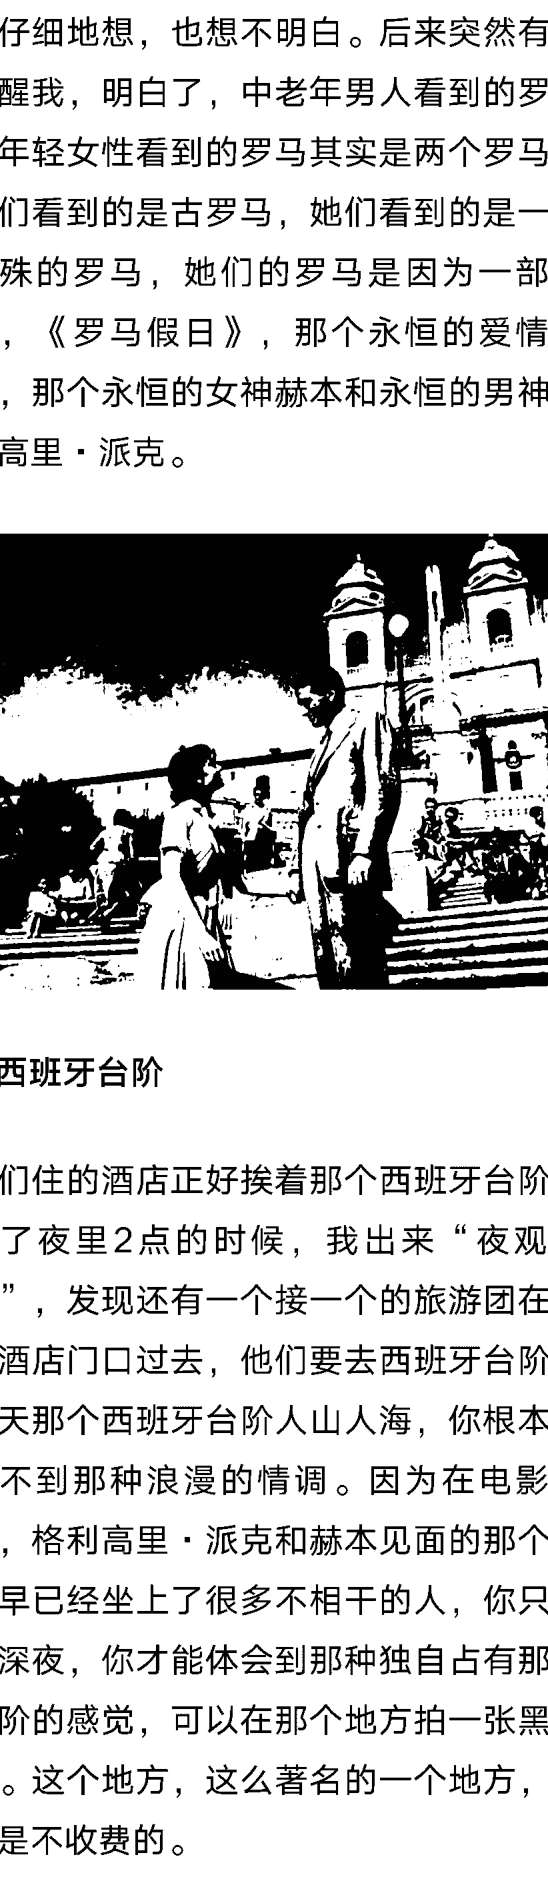 仔细地想，也想不明白。后来突然有
醒我，明白了，中老年男人看到的罗
年轻女性看到的罗马其实是两个罗马
们看到的是古罗马，她们看到的是一
殊的罗马，她们的罗马是因为一部
，《罗马假日》，那个永恒的爱情
，那个永恒的女神赫本和永恒的男神
高里·派克。
西班牙台阶
们住的酒店正好挨着那个西班牙台阶
了夜里2点的时候，我出来“夜观
”，发现还有一个接一个的旅游团在
酒店门口过去，他们要去西班牙台阶
天那个西班牙台阶人山人海，你根本
不到那种浪漫的情调。因为在电影
，格利高里·派克和赫本见面的那个
早已经坐上了很多不相干的人，你只
深夜，你才能体会到那种独自占有那
阶的感觉，可以在那个地方拍一张黑
。这个地方，这么著名的一个地方，
是不收费的。